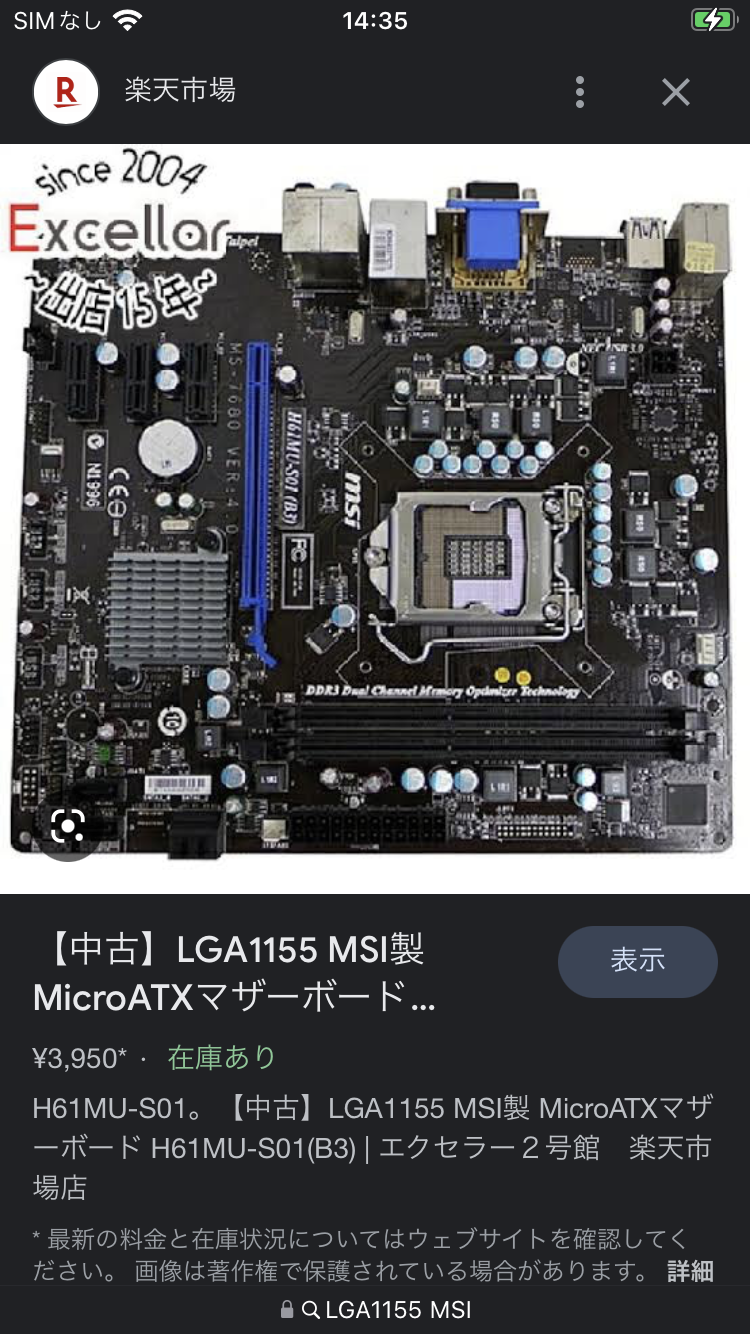 SIMなし
14:35
R
楽天市場
since 2004
Excellar
~出店15年~
Taipei
NEC USB 3.0
MS-7680 VER:4.0
H61MU-S01(B3)
N1996
CE
msi
FC
DDR3 Dual Channel Memory Optimizer Technology
【中古】LGA1155 MSI製
MicroATXマザーボード...
表示
¥3,950* · 在庫あり
H61MU-S01。【中古】LGA1155 MSI製 MicroATXマザ
ーボード H61MU-S01(B3) | エクセラー２号館　楽天市
場店
* 最新の料金と在庫状況についてはウェブサイトを確認してく
ださい。 画像は著作権で保護されている場合があります。 詳細
LGA1155 MSI